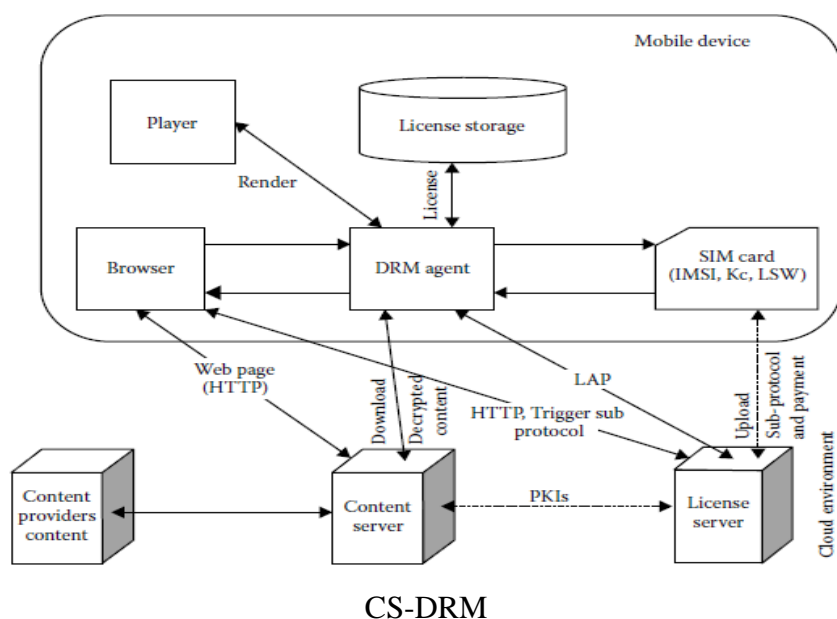 Mobile device
Player
License storage
Render
License
Browser
DRM agent
SIM card
(IMSI, Kc, LSW)
Web page
(HTTP)
Download
Decrypted
content
HTTP, Trigger sub
protocol
LAP
Upload
Sub-protocol
and payment
Cloud environment
Content
providers
content
Content
server
PKIs
License
server
CS-DRM